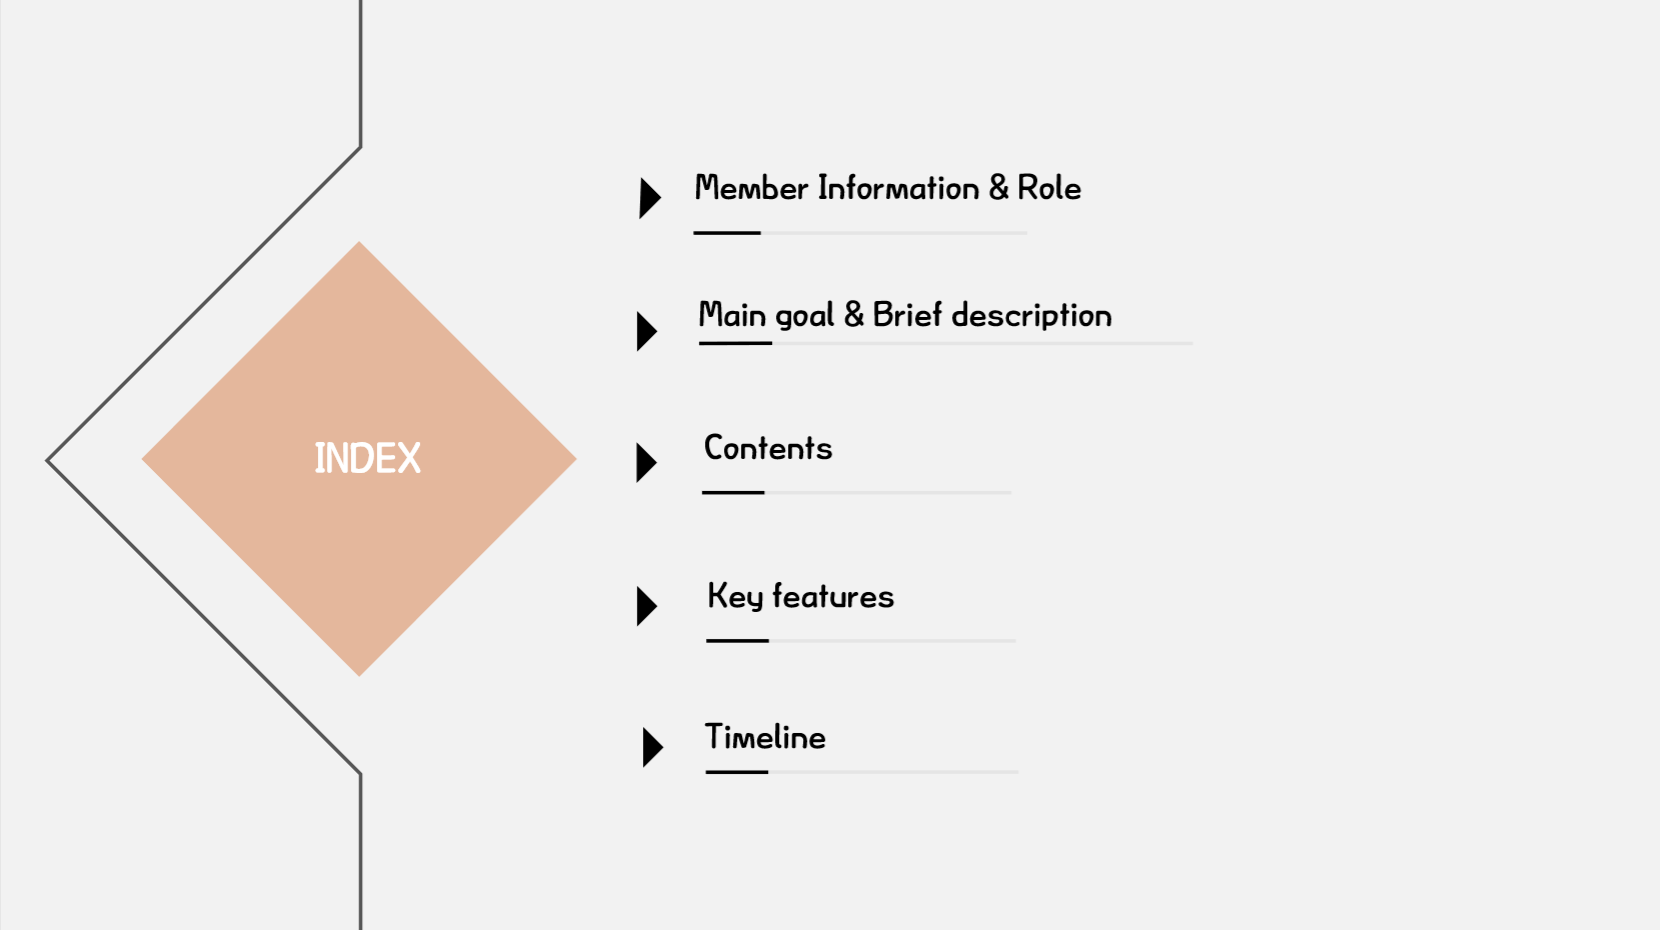 INDEX
Member Information & Role
Main goal & Brief description
Contents
Key features
Timeline